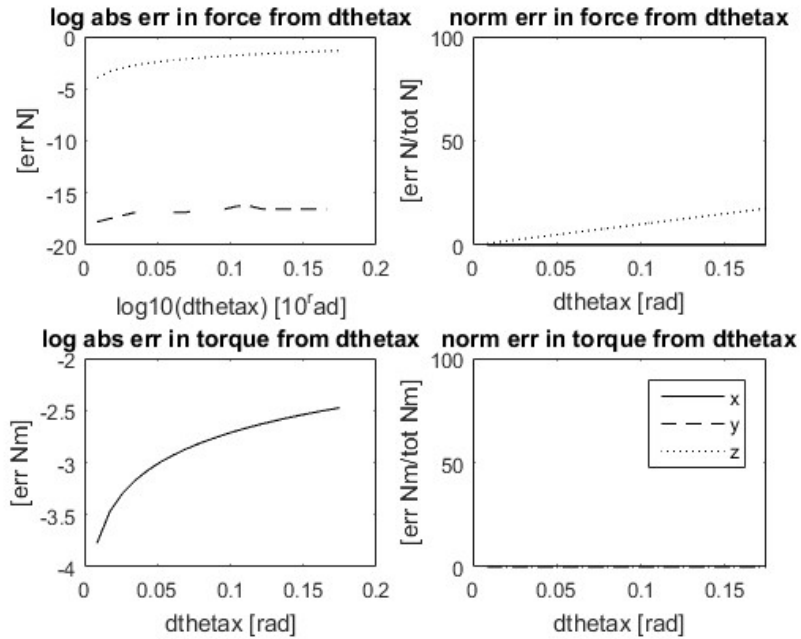 log abs err in force from dthetax
[err N]
0
-5
-10
-15
-20
0 0.05 0.1 0.15 0.2
log10(dthetax) [10^rad]
norm err in force from dthetax
[err N/tot N]
100
50
0
0 0.05 0.1 0.15
dthetax [rad]
log abs err in torque from dthetax
[err Nm]
-2
-2.5
-3
-3.5
-4
0 0.05 0.1 0.15 0.2
dthetax [rad]
norm err in torque from dthetax
[err Nm/tot Nm]
100
50
0
x
y
z
0 0.05 0.1 0.15
dthetax [rad]